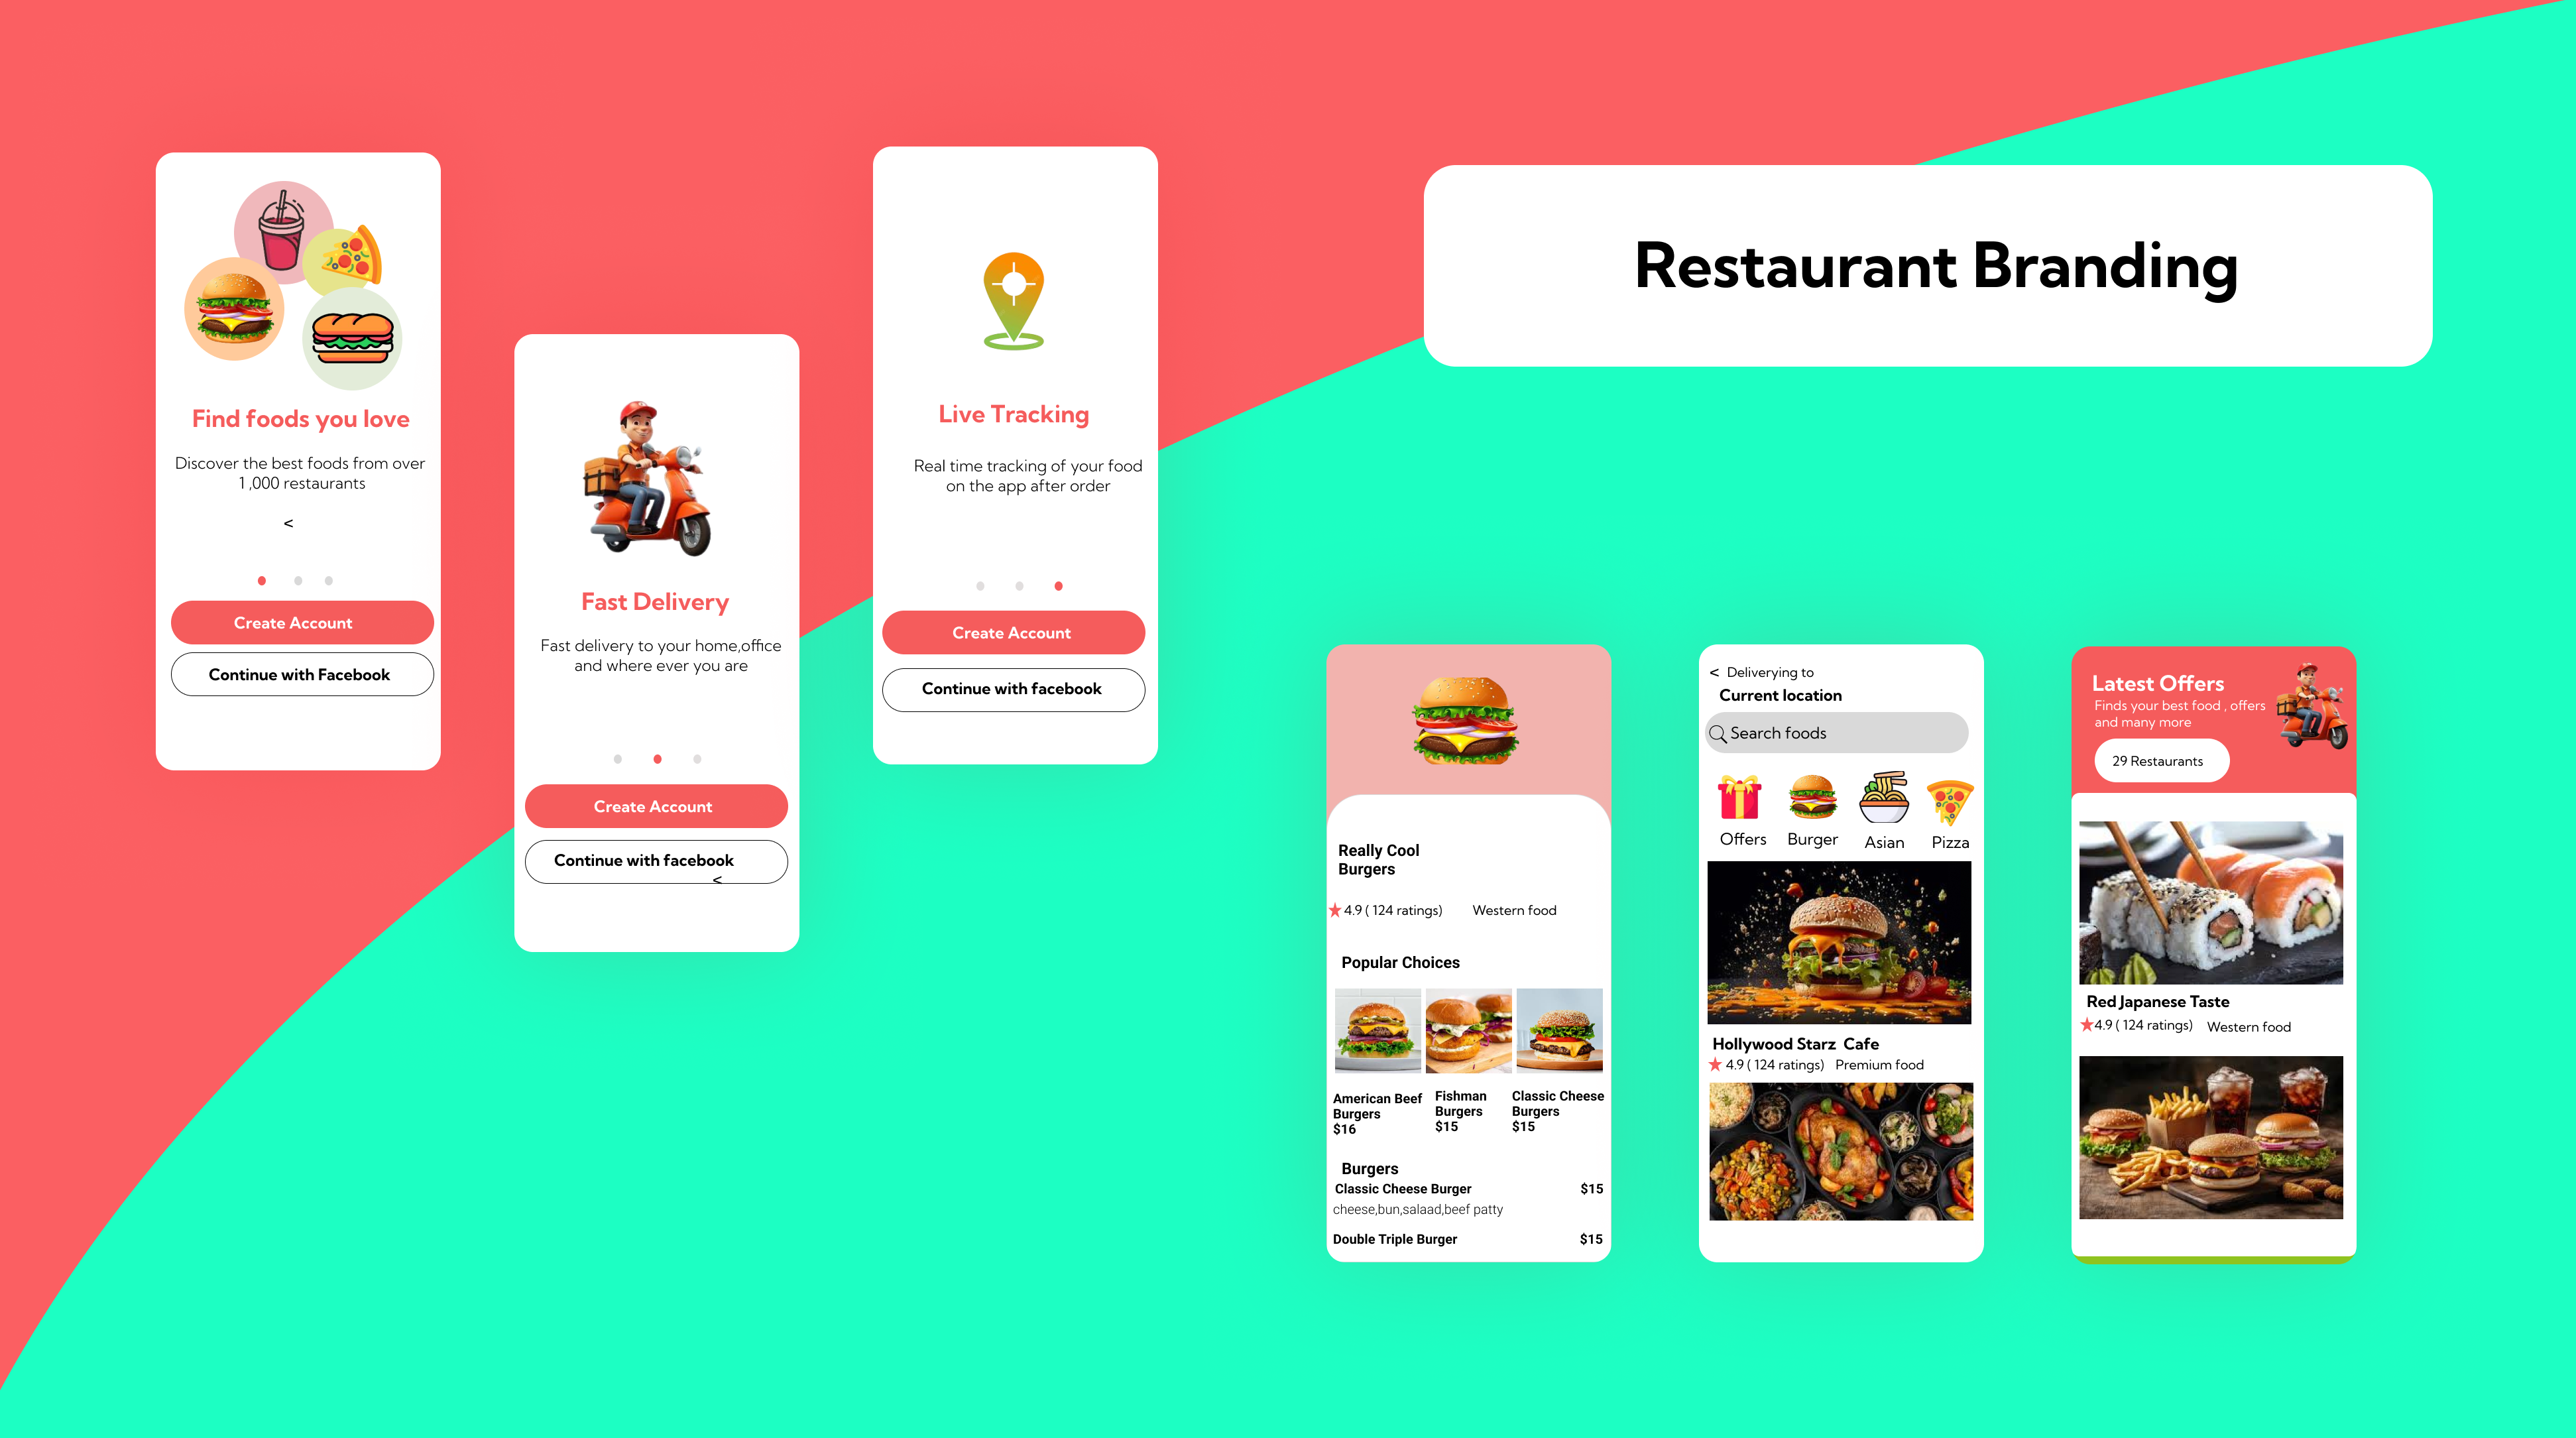 Restaurant Branding
Find foods you love
Discover the best foods from over
1 ,000 restaurants
<
Create Account
Continue with Facebook
Fast Delivery
Fast delivery to your home,office
and where ever you are
Create Account
Continue with facebook
<
Live Tracking
Real time tracking of your food
on the app after order
Create Account
Continue with facebook
Really Cool
Burgers
4.9 ( 124 ratings) Western food
Popular Choices
American Beef
Burgers
$16
Fishman
Burgers
$15
Classic Cheese
Burgers
$15
Burgers
Classic Cheese Burger $15
cheese,bun,salaad,beef patty
Double Triple Burger $15
< Deliverying to
Current location
Search foods
Offers Burger Asian Pizza
Hollywood Starz Cafe
4.9 ( 124 ratings) Premium food
Latest Offers
Finds your best food , offers
and many more
29 Restaurants
Red Japanese Taste
4.9 ( 124 ratings) Western food